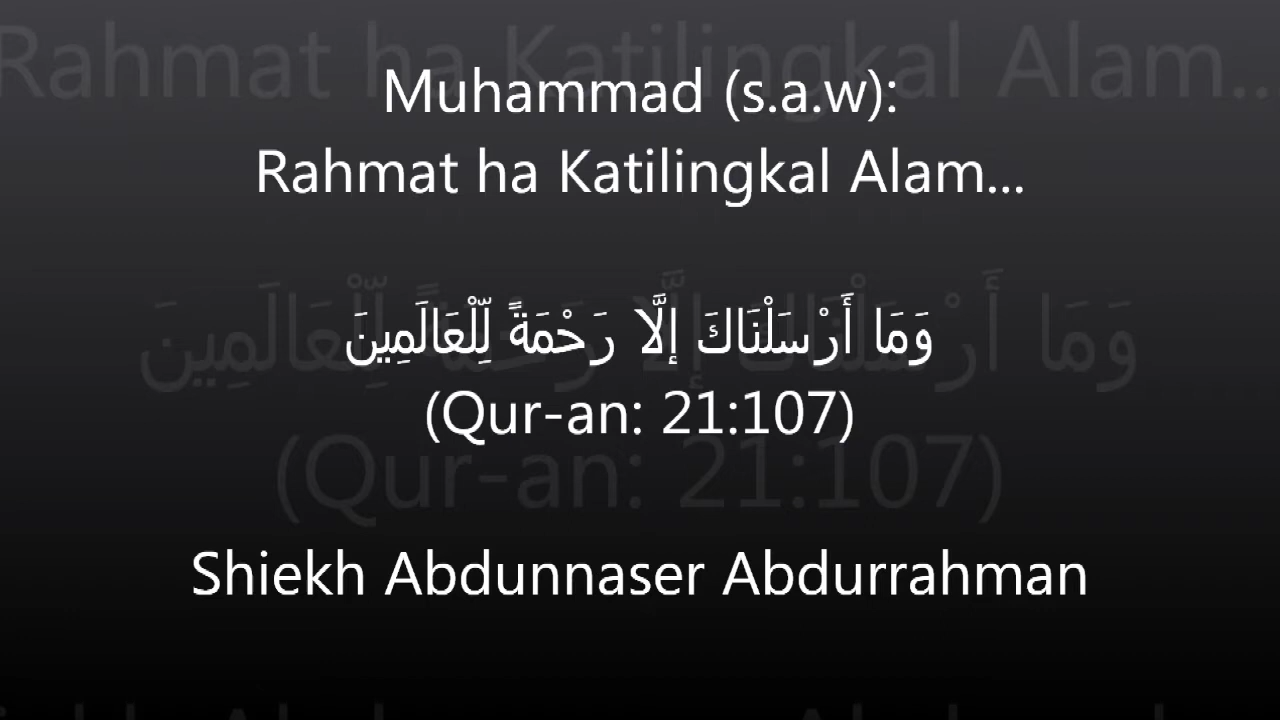 Muhammad (s.a.w):
Rahmat ha Katilingkal Alam...
وَمَا أَرْسَلْنَاكَ إِلَّا رَحْمَةً لِّلْعَالَمِينَ
(Qur-an: 21:107)
Shiekh Abdunnaser Abdurrahman